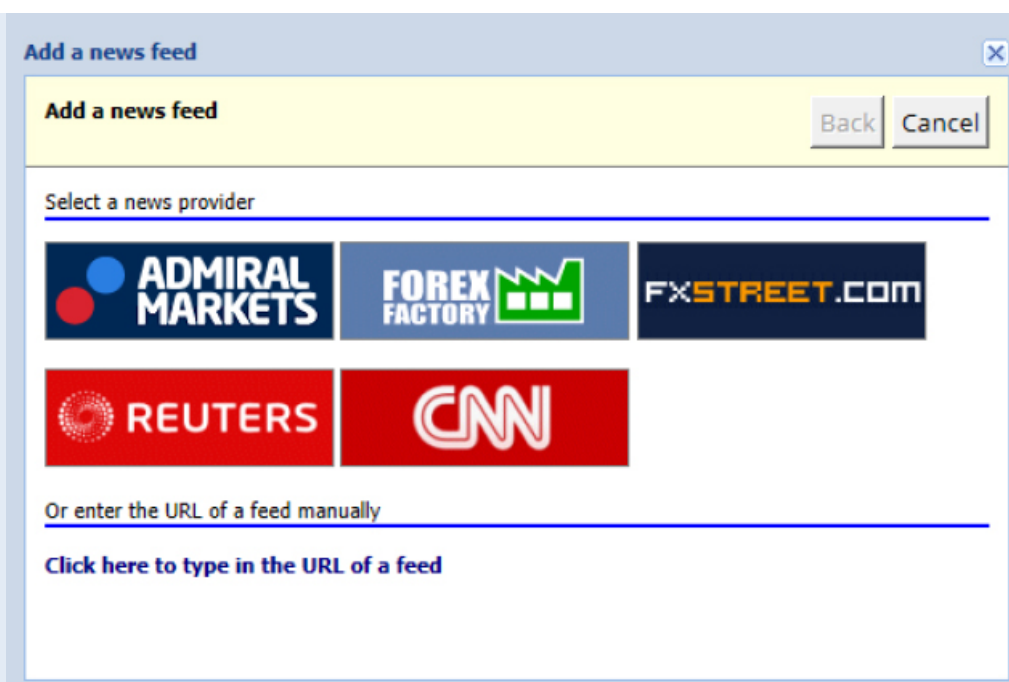 Add a news feed
Add a news feed
Back Cancel
Select a news provider
ADMIRAL
MARKETS
FOREX
FACTORY
FXSTREET.COM
REUTERS
CNN
Or enter the URL of a feed manually
Click here to type in the URL of a feed